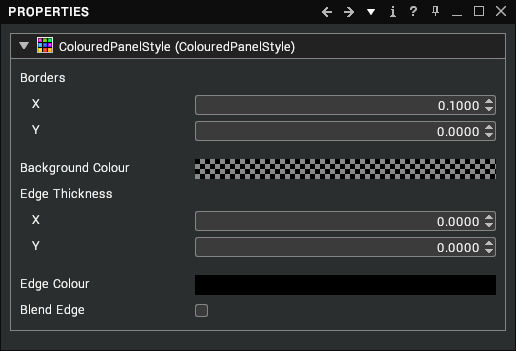 PROPERTIES
ColouredPanelStyle (ColouredPanelStyle)
Borders
X 0.1000
Y 0.0000
Background Colour
Edge Thickness
X 0.0000
Y 0.0000
Edge Colour
Blend Edge